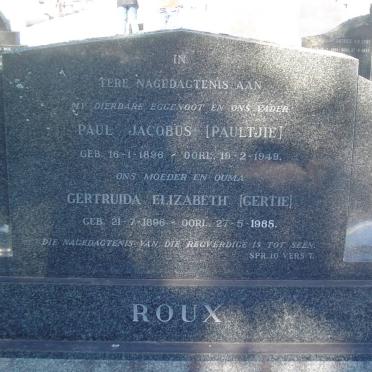 IN
TERE NAGEDAGTENIS AAN
MY DIERBARE EGGENOOT EN ONS VADER
PAUL JACOBUS [PAULTJIE]
GEB. 16-1-1896 - OORL. 19-2-1949.
ONS MOEDER EN OUMA
GERTRUIDA ELIZABETH [GERTIE]
GEB. 21-7-1896 - OORL. 27-5-1985.
DIE NAGEDAGTENIS VAN DIE REGVERDIGE IS TOT SEËN.
SPR. 10 VERS 7.
ROUX